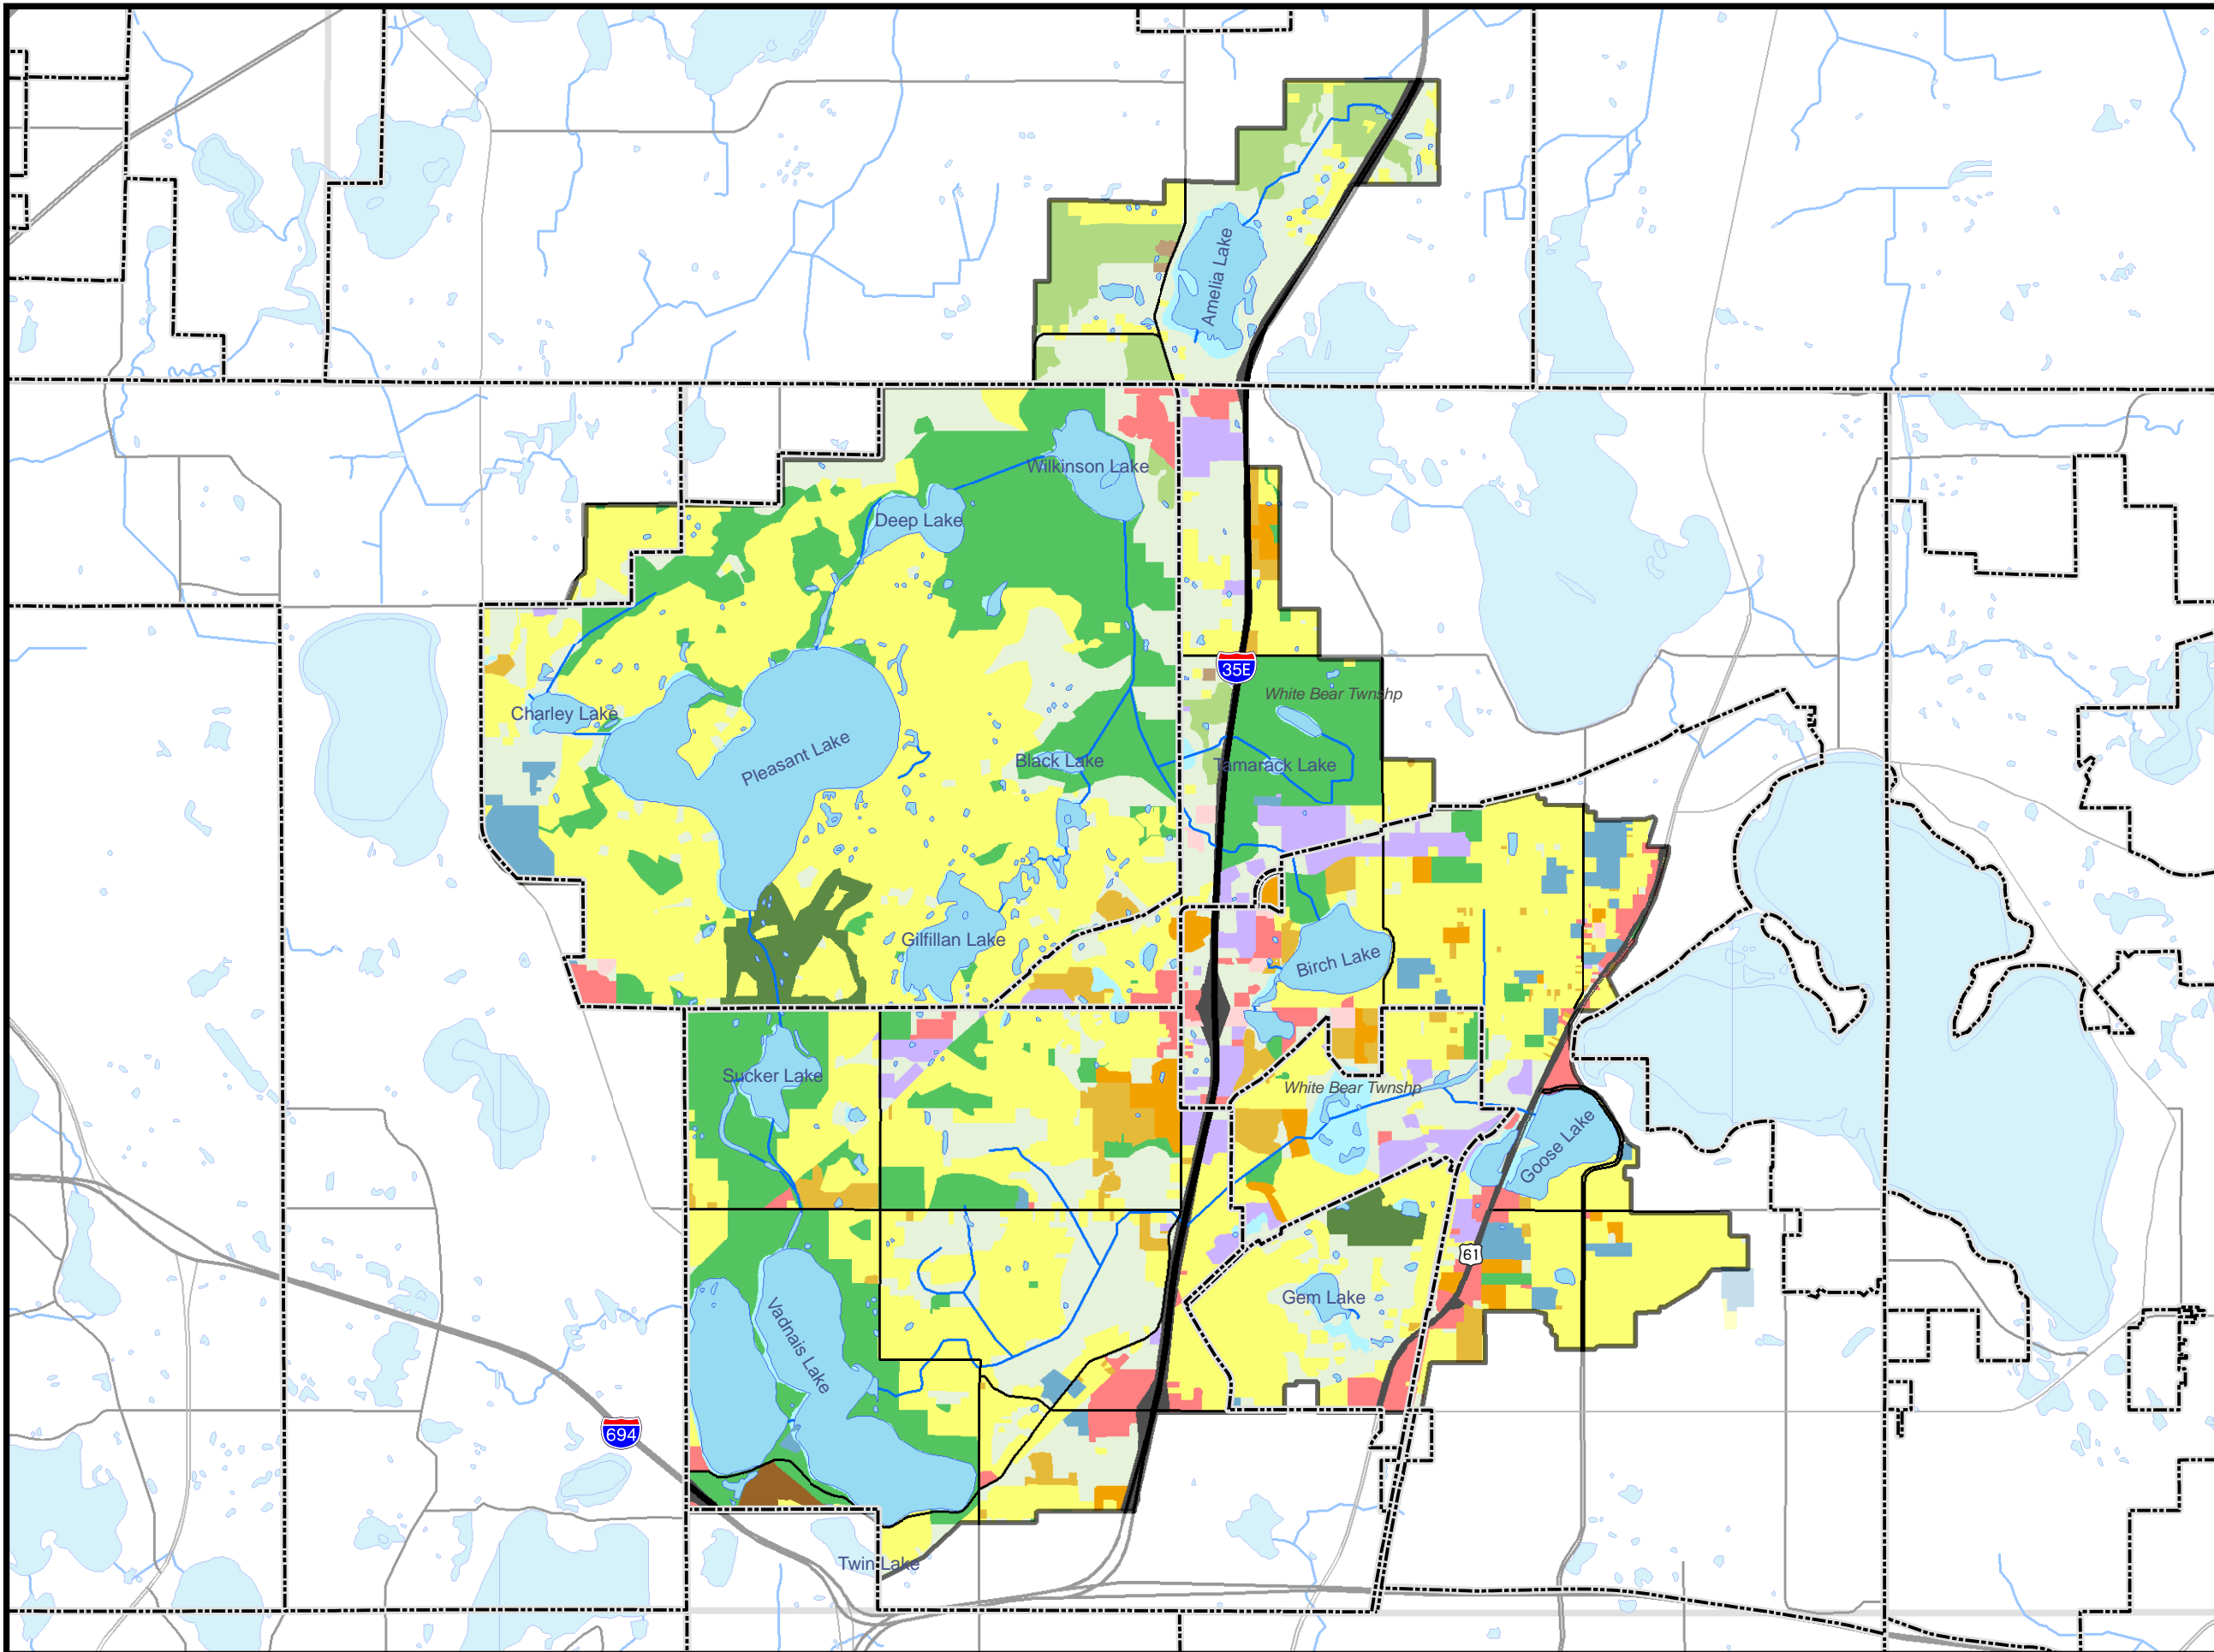 Amelia Lake
Wilkinson Lake
Deep Lake
35E
White Bear Twnshp
Charley Lake
Pleasant Lake
Black Lake
Tamarack Lake
Gilfillan Lake
Birch Lake
Sucker Lake
White Bear Twnshp
Goose Lake
61
Gem Lake
Vadnais Lake
694
Twin Lake